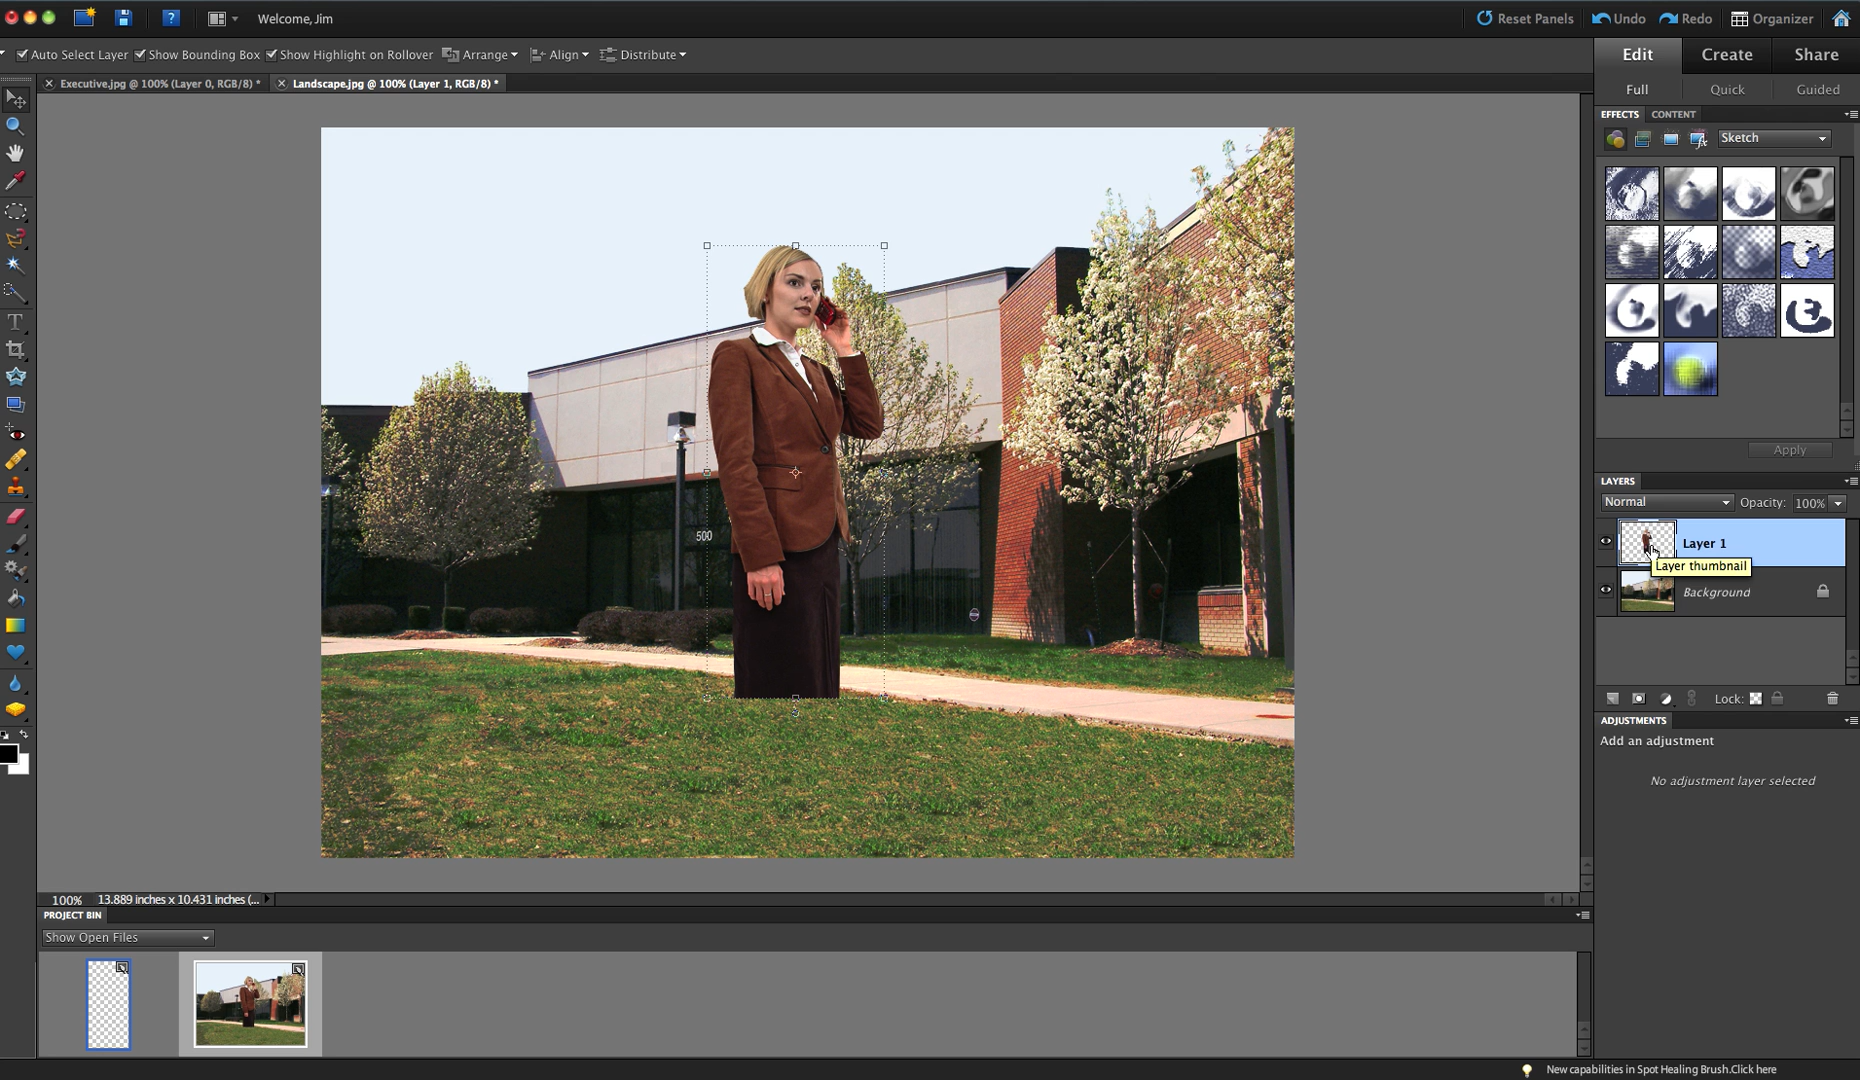 Welcome, Jim
Reset Panels
Undo
Redo
Organizer
Auto Select Layer
Show Bounding Box
Show Highlight on Rollover
Arrange
Align
Distribute
Edit
Create
Share
Executive.jpg @ 100% (Layer 0, RGB/8) *
Landscape.jpg @ 100% (Layer 1, RGB/8) *
Full
Quick
Guided
EFFECTS
CONTENT
Sketch
T
500
Apply
LAYERS
Normal
Opacity: 100%
Layer 1
Layer thumbnail
Background
Lock:
ADJUSTMENTS
Add an adjustment
No adjustment layer selected
100%
13.889 inches x 10.431 inches (...
PROJECT BIN
Show Open Files
New capabilities in Spot Healing Brush.Click here